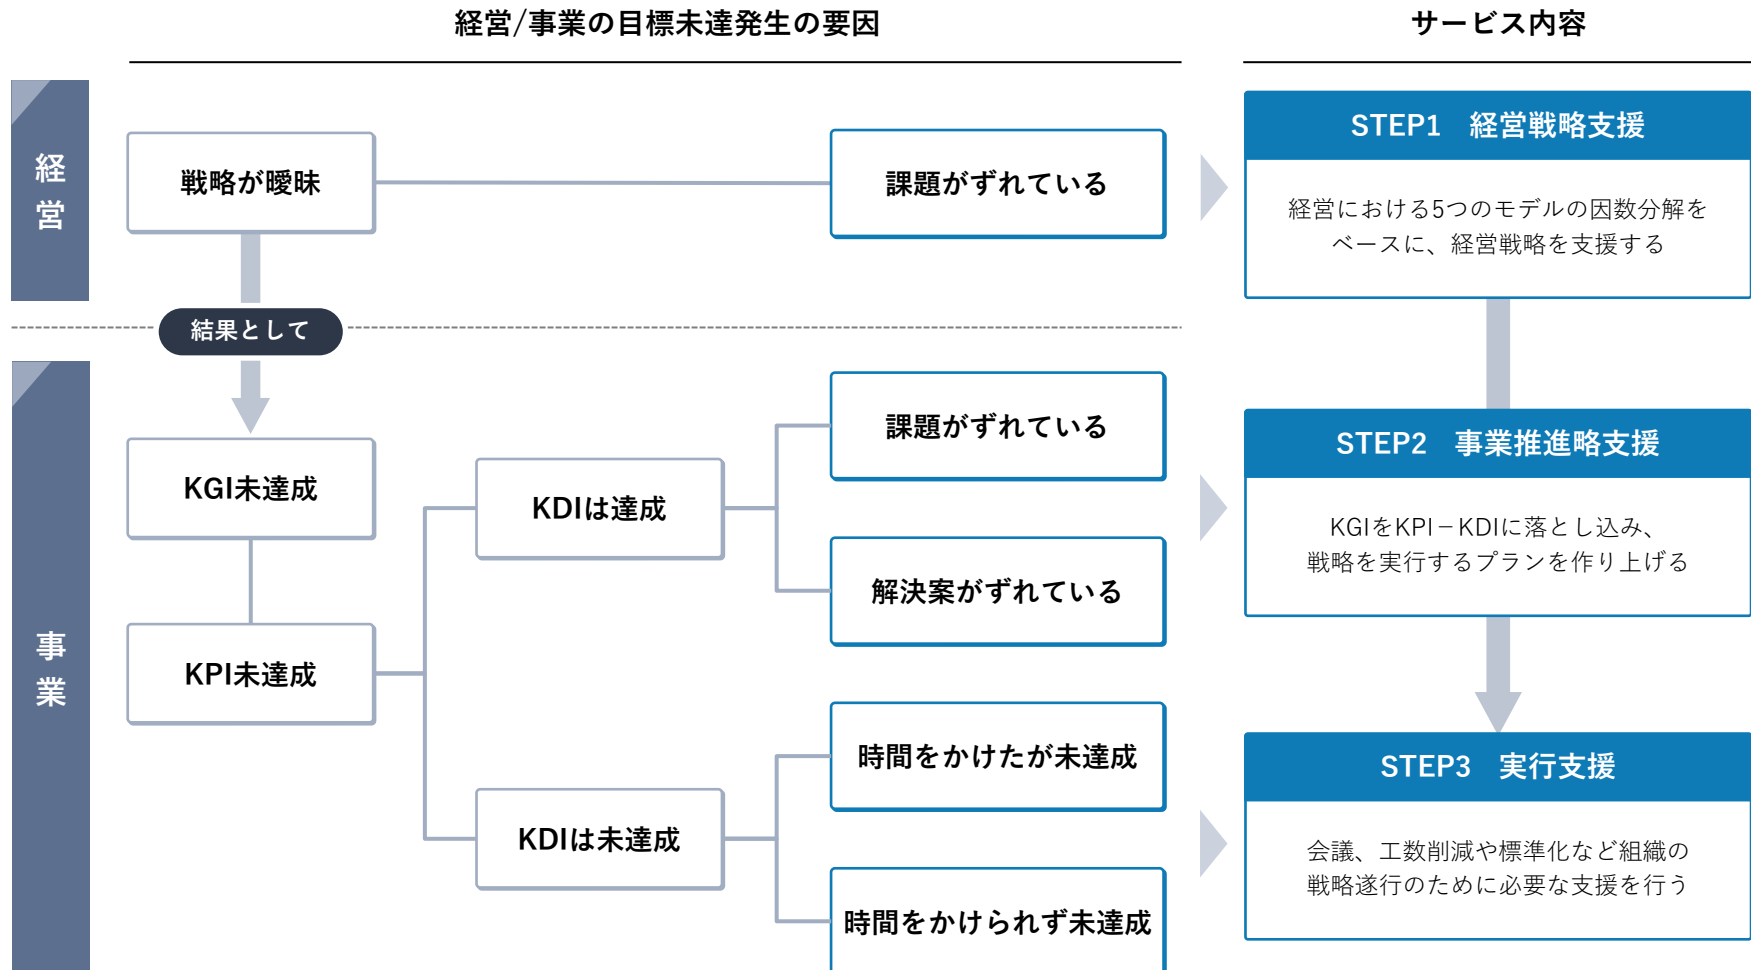 経営/事業の目標未達発生の要因
サービス内容
経営
戦略が曖昧
課題がずれている
STEP1 経営戦略支援
経営における5つのモデルの因数分解を
ベースに、経営戦略を支援する
結果として
事業
KGI未達成
KPI未達成
KDIは達成
課題がずれている
解決案がずれている
STEP2 事業推進略支援
KGIをKPI－KDIに落とし込み、
戦略を実行するプランを作り上げる
KDIは未達成
時間をかけたが未達成
時間をかけられず未達成
STEP3 実行支援
会議、工数削減や標準化など組織の
戦略遂行のために必要な支援を行う